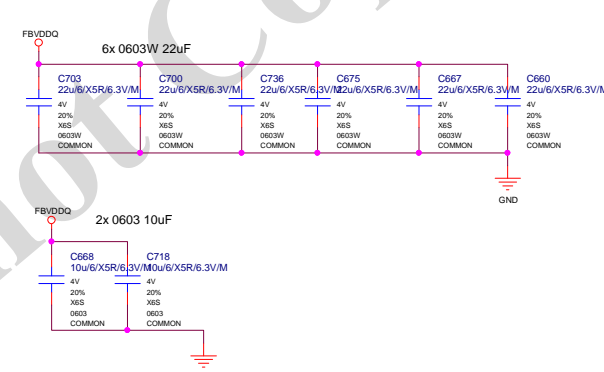 FBVDDQ
6x 0603W 22uF
C703
22u/6/X5R/6.3V/M
4V
20%
X6S
0603W
COMMON
C700
22u/6/X5R/6.3V/M
4V
20%
X6S
0603W
COMMON
C736
22u/6/X5R/6.3V/M
4V
20%
X6S
0603W
COMMON
C675
22u/6/X5R/6.3V/M
4V
20%
X6S
0603W
COMMON
C667
22u/6/X5R/6.3V/M
4V
20%
X6S
0603W
COMMON
C660
22u/6/X5R/6.3V/M
4V
20%
X6S
0603W
COMMON
GND
FBVDDQ
2x 0603 10uF
C668
10u/6/X5R/6.3V/M
4V
20%
X6S
0603
COMMON
C718
10u/6/X5R/6.3V/M
4V
20%
X6S
0603
COMMON